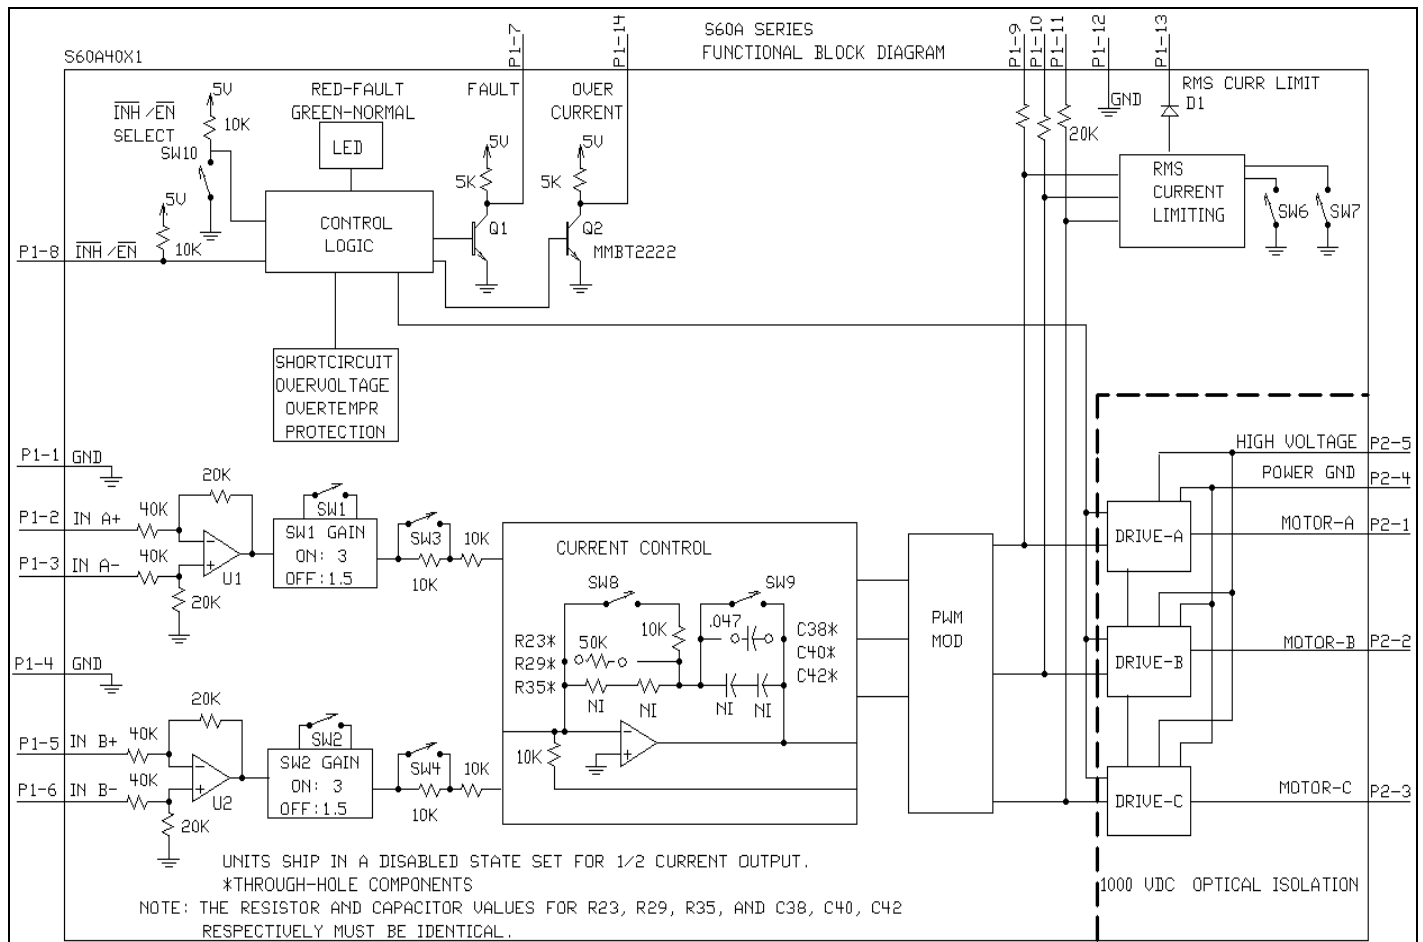 S60A SERIES
FUNCTIONAL BLOCK DIAGRAM
S60A40X1
P1-7
P1-14
P1-9
P1-10
P1-11
P1-12
P1-13
INH/EN
SELECT
5V
10K
SW10
5V
10K
P1-8 INH/EN
RED-FAULT
GREEN-NORMAL
LED
CONTROL
LOGIC
FAULT
5V
5K
Q1
OVER
CURRENT
5V
5K
Q2
MMBT2222
GND
20K
RMS CURR LIMIT
D1
RMS
CURRENT
LIMITING
SW6
SW7
SHORTCIRCUIT
OVERVOLTAGE
OVERTEMPR
PROTECTION
P1-1 GND
P1-2 IN A+
P1-3 IN A-
40K
40K
20K
20K
U1
SW1
SW1 GAIN
ON: 3
OFF:1.5
SW3
10K
10K
P1-4 GND
P1-5 IN B+
P1-6 IN B-
40K
40K
20K
20K
U2
SW2
SW2 GAIN
ON: 3
OFF:1.5
SW4
10K
10K
CURRENT CONTROL
SW8
SW9
10K
.047
R23*
R29*
R35*
50K
C38*
C40*
C42*
NI
NI
NI
NI
10K
PWM
MOD
HIGH VOLTAGE P2-5
POWER GND P2-4
DRIVE-A
MOTOR-A P2-1
DRIVE-B
MOTOR-B P2-2
DRIVE-C
MOTOR-C P2-3
1000 VDC OPTICAL ISOLATION
UNITS SHIP IN A DISABLED STATE SET FOR 1/2 CURRENT OUTPUT.
*THROUGH-HOLE COMPONENTS
NOTE: THE RESISTOR AND CAPACITOR VALUES FOR R23, R29, R35, AND C38, C40, C42
RESPECTIVELY MUST BE IDENTICAL.